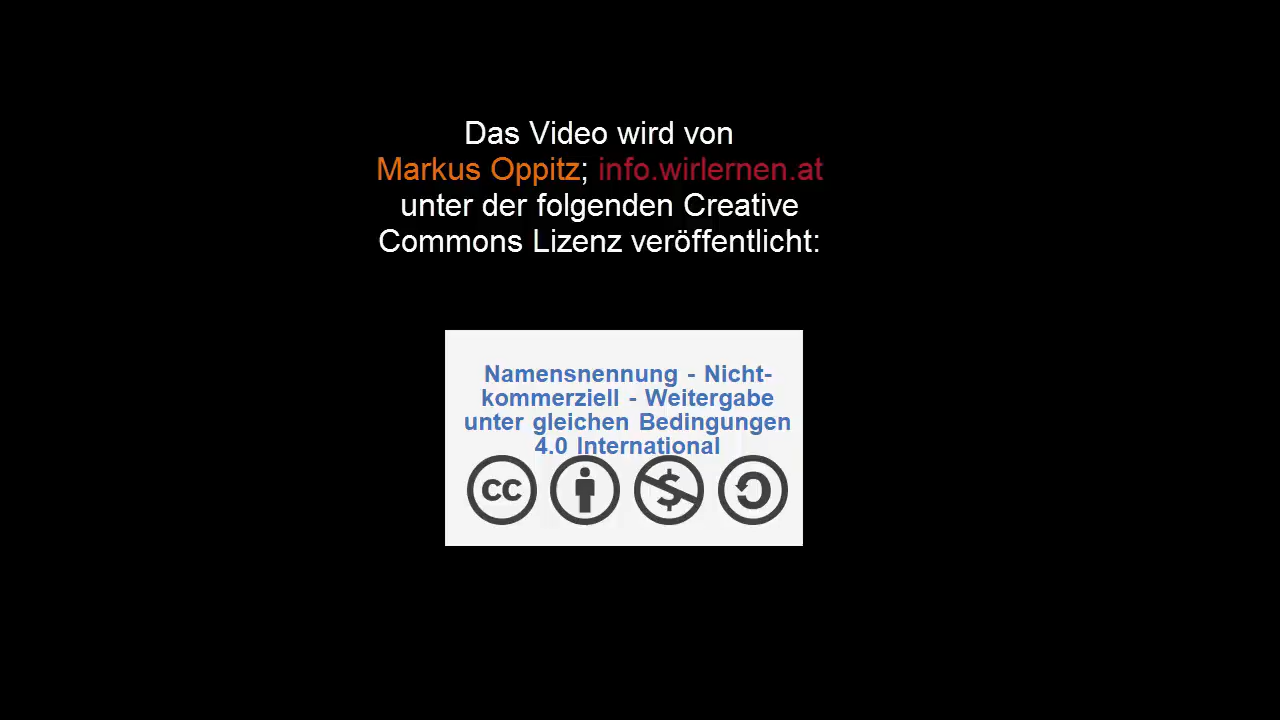 Das Video wird von
Markus Oppitz; info.wirlernen.at
unter der folgenden Creative
Commons Lizenz veröffentlicht:
Namensnennung - Nicht-
kommerziell - Weitergabe
unter gleichen Bedingungen
4.0 International
cc